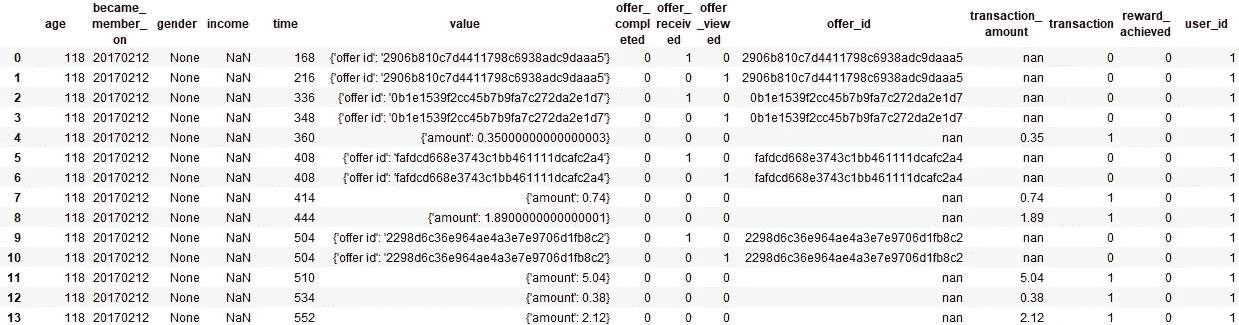 age became_member_on gender income time value offer_completed offer_received offer_viewed offer_id transaction_amount transaction reward_achieved user_id
0 118 20170212 None NaN 168 {'offer id': '2906b810c7d4411798c6938adc9daaa5'} 0 1 0 2906b810c7d4411798c6938adc9daaa5 nan 0 0 1
1 118 20170212 None NaN 216 {'offer id': '2906b810c7d4411798c6938adc9daaa5'} 0 0 1 2906b810c7d4411798c6938adc9daaa5 nan 0 0 1
2 118 20170212 None NaN 336 {'offer id': '0b1e1539f2cc45b7b9fa7c272da2e1d7'} 0 1 0 0b1e1539f2cc45b7b9fa7c272da2e1d7 nan 0 0 1
3 118 20170212 None NaN 348 {'offer id': '0b1e1539f2cc45b7b9fa7c272da2e1d7'} 0 0 1 0b1e1539f2cc45b7b9fa7c272da2e1d7 nan 0 0 1
4 118 20170212 None NaN 360 {'amount': 0.35000000000000003} 0 0 0 nan 0.35 1 0 1
5 118 20170212 None NaN 408 {'offer id': 'fafdcd668e3743c1bb461111dcafc2a4'} 0 1 0 fafdcd668e3743c1bb461111dcafc2a4 nan 0 0 1
6 118 20170212 None NaN 408 {'offer id': 'fafdcd668e3743c1bb461111dcafc2a4'} 0 0 1 fafdcd668e3743c1bb461111dcafc2a4 nan 0 0 1
7 118 20170212 None NaN 414 {'amount': 0.74} 0 0 0 nan 0.74 1 0 1
8 118 20170212 None NaN 444 {'amount': 1.8900000000000001} 0 0 0 nan 1.89 1 0 1
9 118 20170212 None NaN 504 {'offer id': '2298d6c36e964ae4a3e7e9706d1fb8c2'} 0 1 0 2298d6c36e964ae4a3e7e9706d1fb8c2 nan 0 0 1
10 118 20170212 None NaN 504 {'offer id': '2298d6c36e964ae4a3e7e9706d1fb8c2'} 0 0 1 2298d6c36e964ae4a3e7e9706d1fb8c2 nan 0 0 1
11 118 20170212 None NaN 510 {'amount': 5.04} 0 0 0 nan 5.04 1 0 1
12 118 20170212 None NaN 534 {'amount': 0.38} 0 0 0 nan 0.38 1 0 1
13 118 20170212 None NaN 552 {'amount': 2.12} 0 0 0 nan 2.12 1 0 1